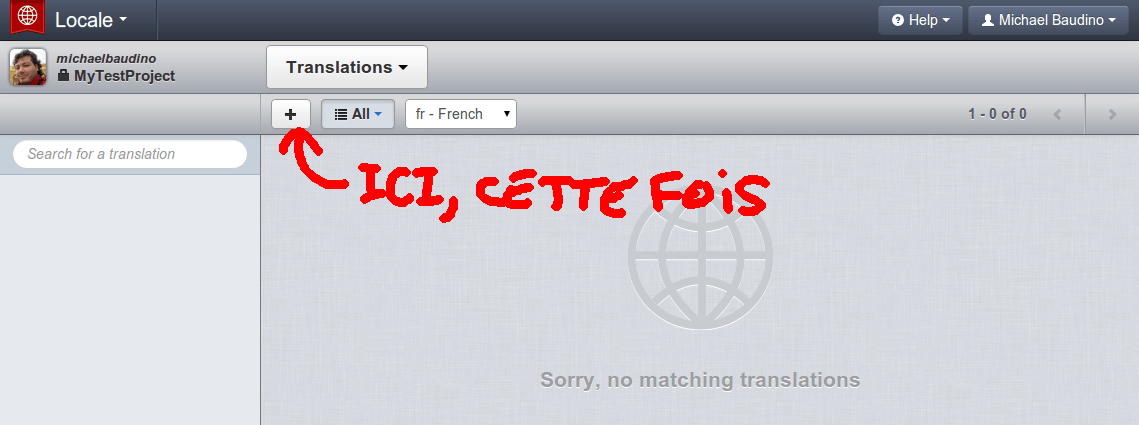 Locale
Help
Michael Baudino
michaelbaudino
MyTestProject
Translations
+
All
fr - French
1 - 0 of 0
Search for a translation
ICI, CETTE FOIS
Sorry, no matching translations